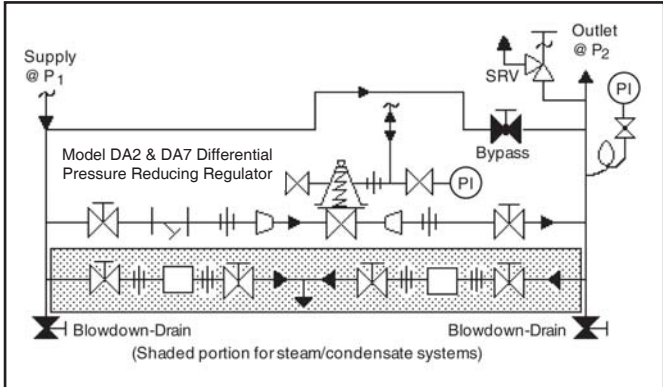 Supply
@ P1
Outlet
@ P2
SRV
PI
Bypass
Model DA2 & DA7 Differential
Pressure Reducing Regulator
PI
Blowdown-Drain
Blowdown-Drain
(Shaded portion for steam/condensate systems)